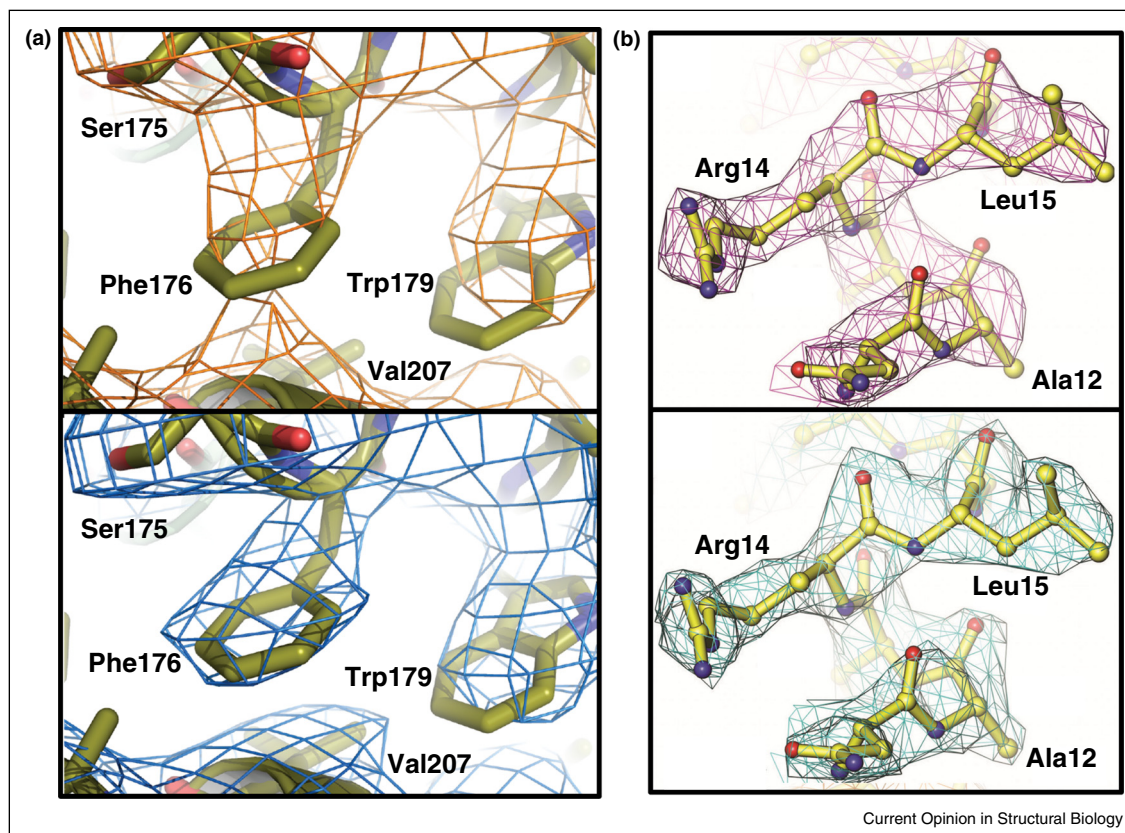 (a)
Ser175
Phe176
Trp179
Val207
Ser175
Phe176
Trp179
Val207
(b)
Arg14
Leu15
Ala12
Arg14
Leu15
Ala12
Current Opinion in Structural Biology